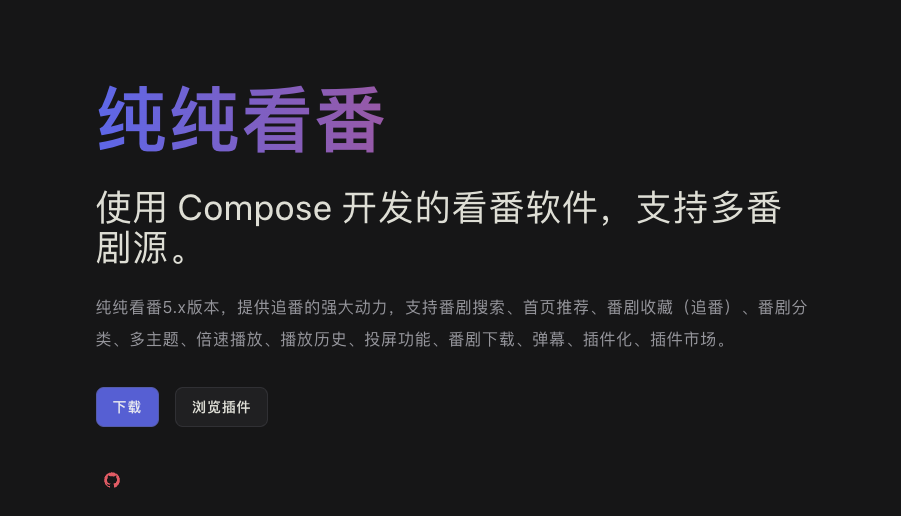 纯纯看番
使用 Compose 开发的看番软件，支持多番
剧源。
纯纯看番5.x版本，提供追番的强大动力，支持番剧搜索、首页推荐、番剧收藏（追番）、番剧分
类、多主题、倍速播放、播放历史、投屏功能、番剧下载、弹幕、插件化、插件市场。
下载
浏览插件